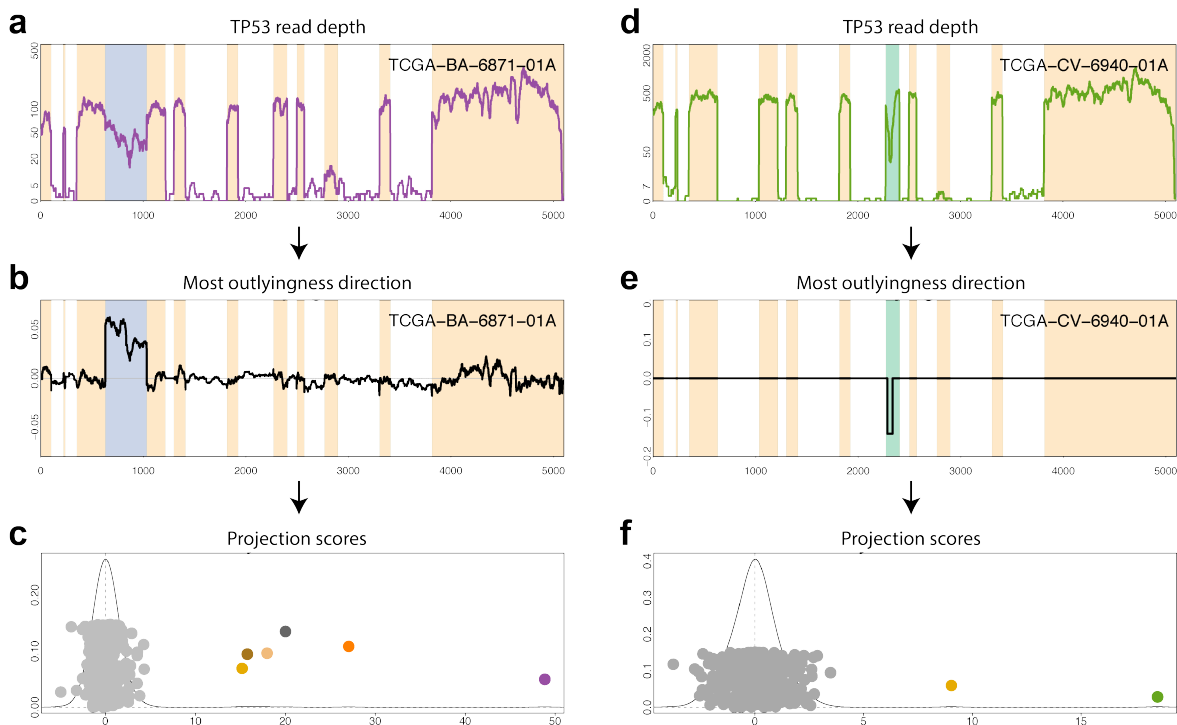 a
TP53 read depth
TCGA-BA-6871-01A
500
100
50
20
5
0
0 1000 2000 3000 4000 5000
b
Most outlyingness direction
TCGA-BA-6871-01A
0.05
0.00
-0.05
0 1000 2000 3000 4000 5000
c
Projection scores
0.20
0.10
0.00
0 10 20 30 40 50
d
TP53 read depth
TCGA-CV-6940-01A
2000
500
50
7
0
0 1000 2000 3000 4000 5000
e
Most outlyingness direction
TCGA-CV-6940-01A
0.1
0.0
-0.1
-0.2
0 1000 2000 3000 4000 5000
f
Projection scores
0.4
0.3
0.2
0.1
0.0
0 5 10 15